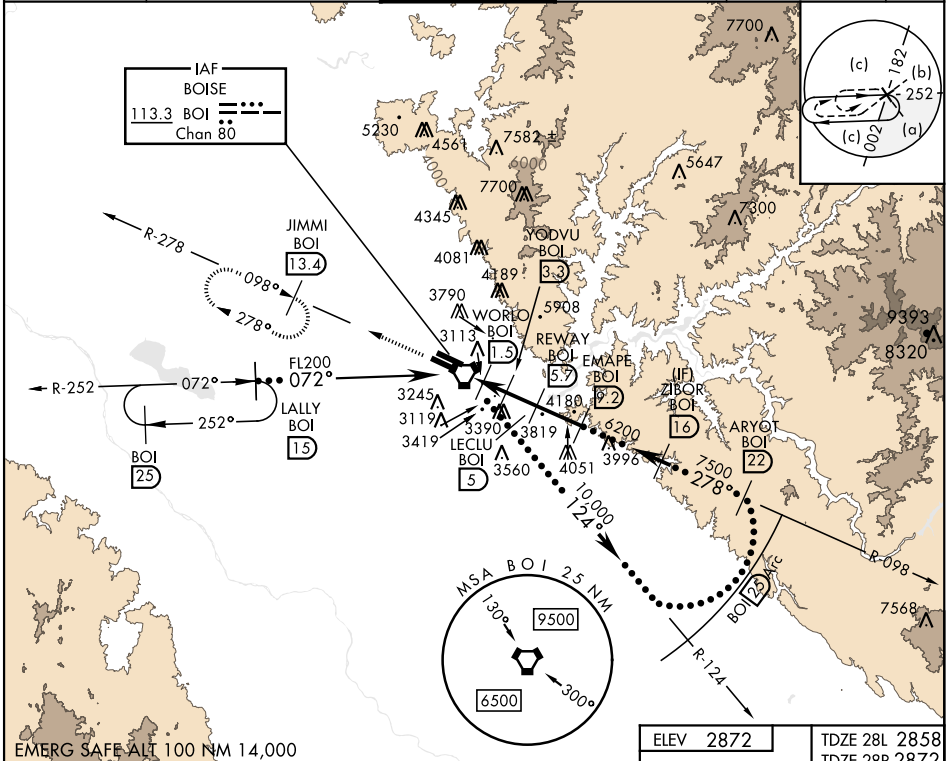 IAF
BOISE
113.3 BOI
Chan 80
7700
(c)
182
(b)
252
(a)
(c)
002
5230
4561
7582 ±
6000
7700
5647
7300
4345
4081
4189
YODVU
BOI
3.3
5908
R-278
098°
278°
JIMMI
BOI
13.4
3790
3113
WORLO
BOI
1.5
REWAY
BOI
5.7
EMAPE
BOI
9.2
(IF)
ZIBOR
BOI
16
ARYOT
BOI
22
9393
8320
R-252
072°
FL200
072°
252°
LALLY
BOI
15
BOI
25
3245
3119
3419
3390
LECLU
BOI
5
3560
3819
4180
4051
3996
6200
7500
278°
10,000
124°
R-098
BOI 25 Arc
R-124
7568
MSA BOI 25 NM
130°
9500
6500
300°
EMERG SAFE ALT 100 NM 14,000
ELEV 2872
TDZE 28L 2858
TDZE 28R 2872